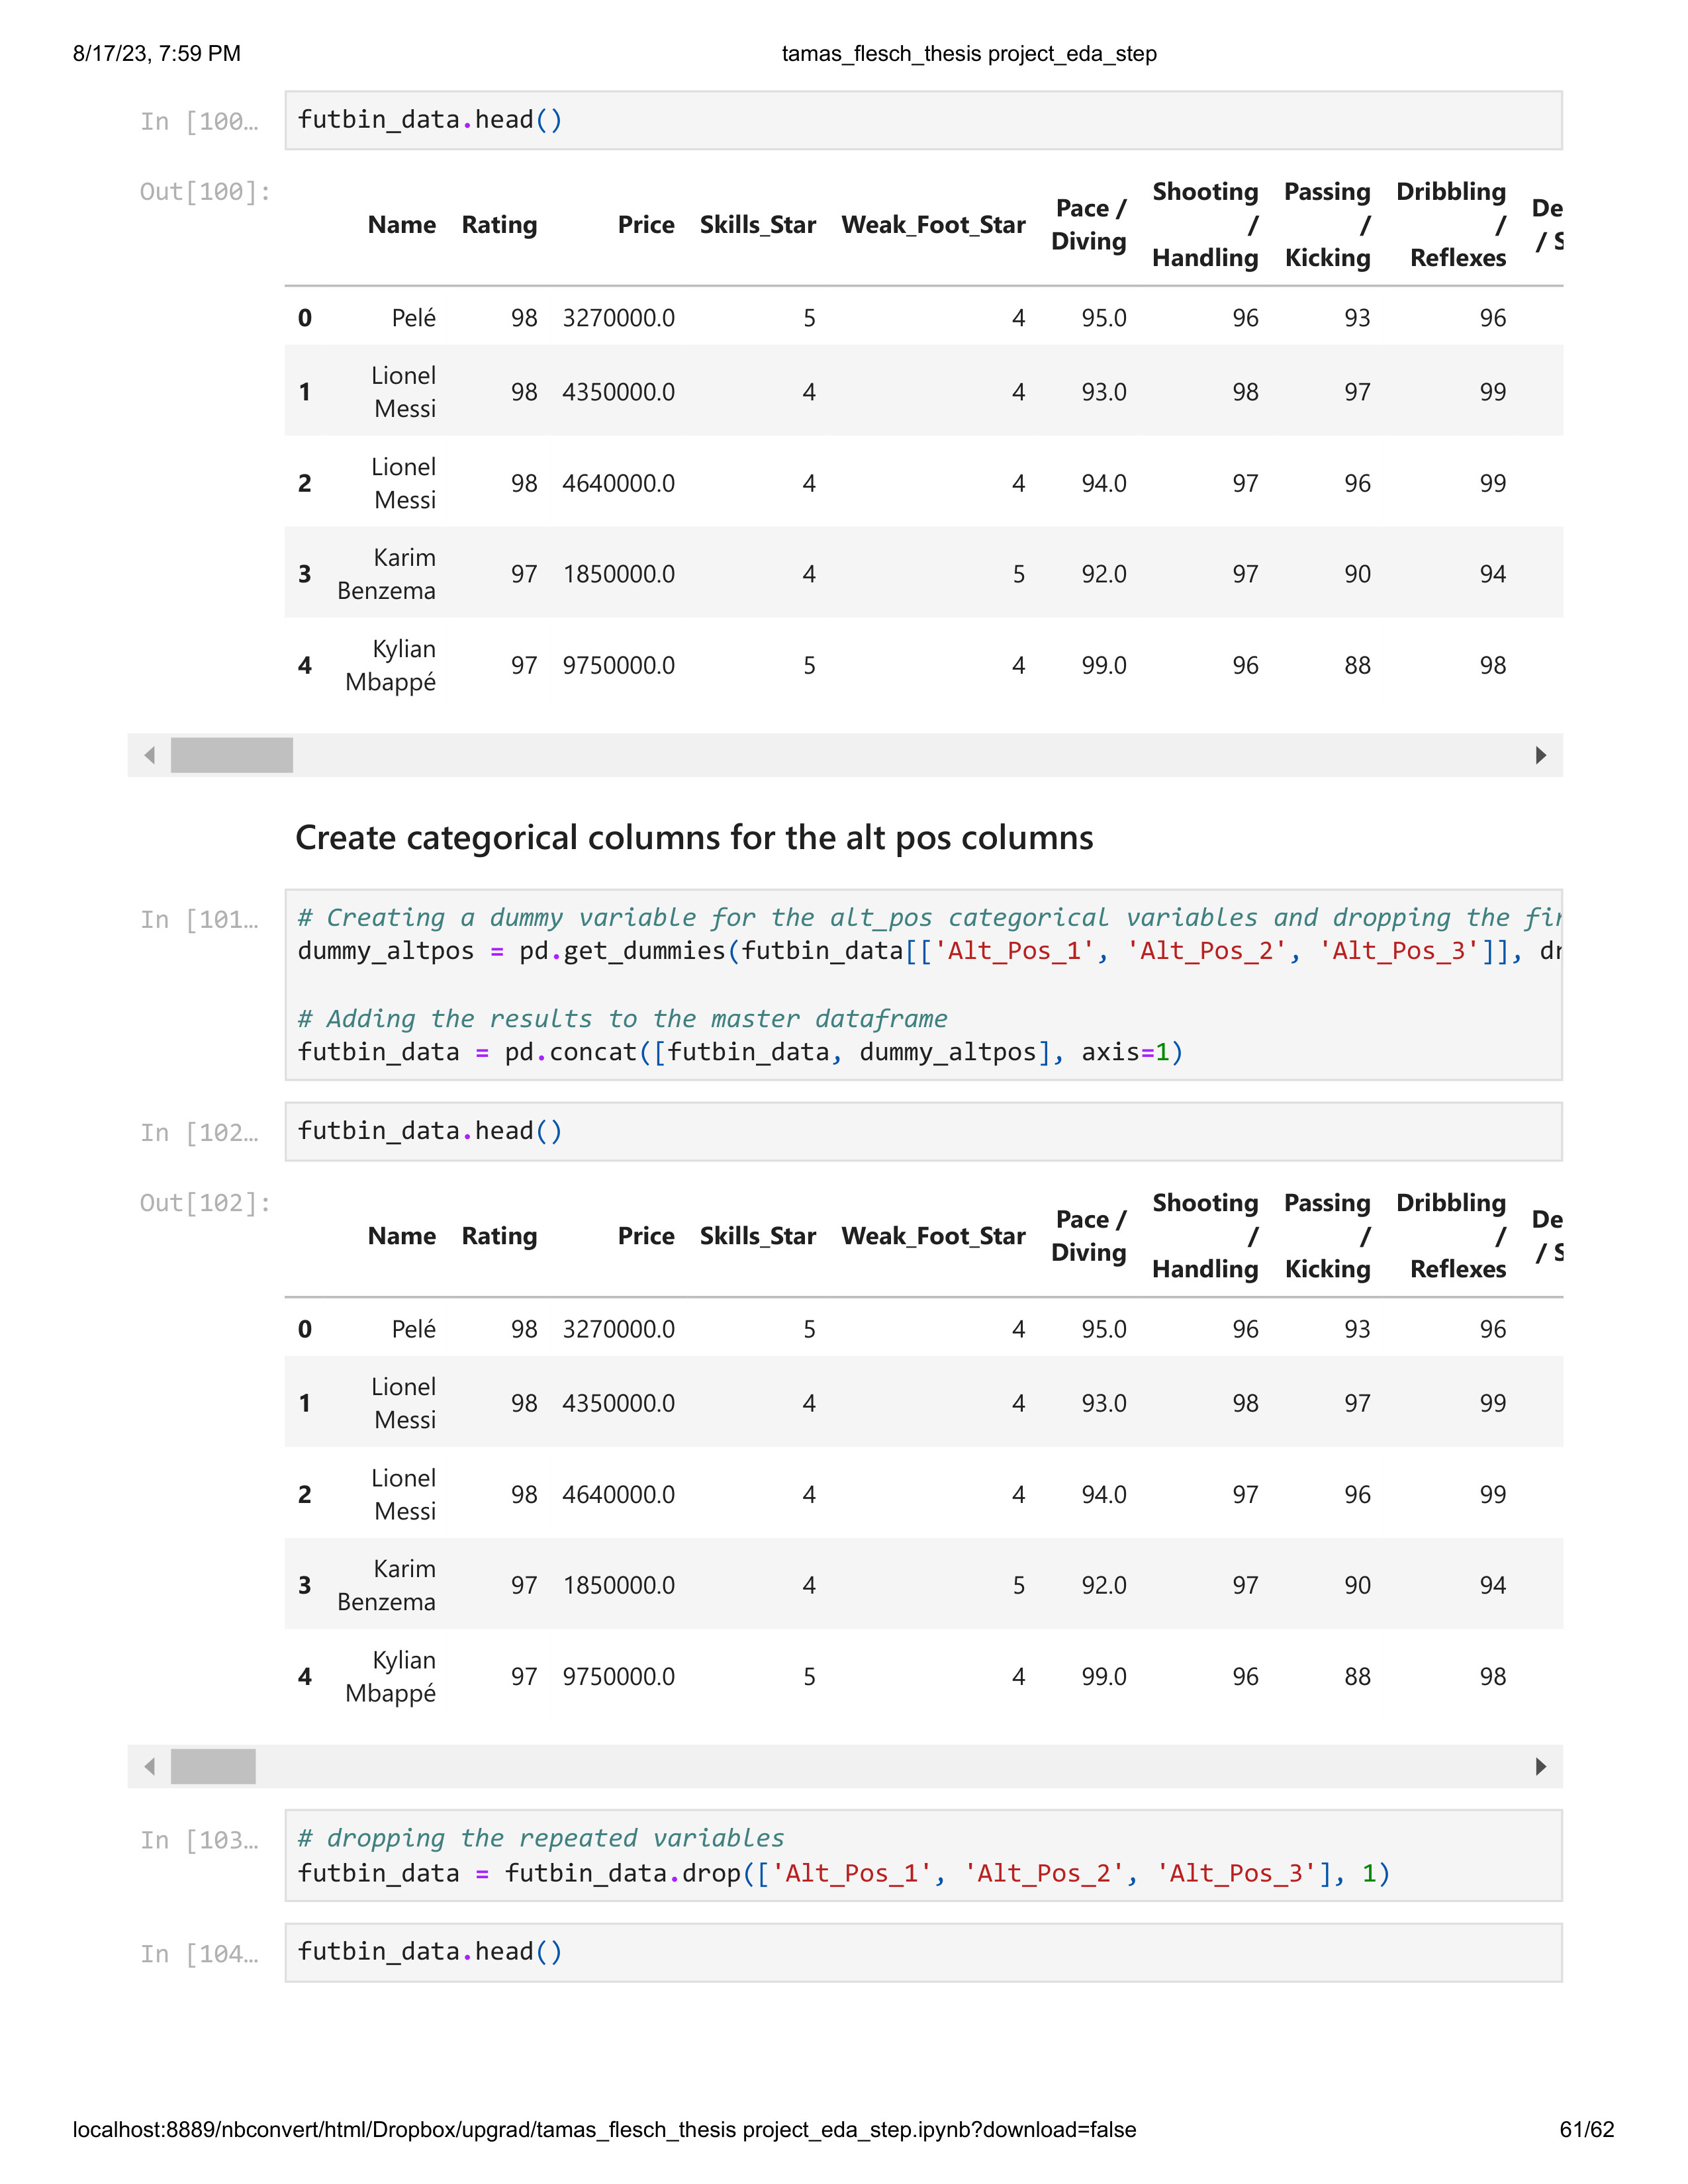 8/17/23, 7:59 PM tamas_flesch_thesis project_eda_step
In [100… futbin_data.head()
Out[100]:
Name Rating Price Skills_Star Weak_Foot_Star Pace / Diving Shooting / Handling Passing / Kicking Dribbling / Reflexes De / S
0 Pelé 98 3270000.0 5 4 95.0 96 93 96
1 Lionel Messi 98 4350000.0 4 4 93.0 98 97 99
2 Lionel Messi 98 4640000.0 4 4 94.0 97 96 99
3 Karim Benzema 97 1850000.0 4 5 92.0 97 90 94
4 Kylian Mbappé 97 9750000.0 5 4 99.0 96 88 98
Create categorical columns for the alt pos columns
In [101… # Creating a dummy variable for the alt_pos categorical variables and dropping the fir
dummy_altpos = pd.get_dummies(futbin_data[['Alt_Pos_1', 'Alt_Pos_2', 'Alt_Pos_3']], dr
# Adding the results to the master dataframe
futbin_data = pd.concat([futbin_data, dummy_altpos], axis=1)
In [102… futbin_data.head()
Out[102]:
Name Rating Price Skills_Star Weak_Foot_Star Pace / Diving Shooting / Handling Passing / Kicking Dribbling / Reflexes De / S
0 Pelé 98 3270000.0 5 4 95.0 96 93 96
1 Lionel Messi 98 4350000.0 4 4 93.0 98 97 99
2 Lionel Messi 98 4640000.0 4 4 94.0 97 96 99
3 Karim Benzema 97 1850000.0 4 5 92.0 97 90 94
4 Kylian Mbappé 97 9750000.0 5 4 99.0 96 88 98
In [103… # dropping the repeated variables
futbin_data = futbin_data.drop(['Alt_Pos_1', 'Alt_Pos_2', 'Alt_Pos_3'], 1)
In [104… futbin_data.head()
localhost:8889/nbconvert/html/Dropbox/upgrad/tamas_flesch_thesis project_eda_step.ipynb?download=false 61/62